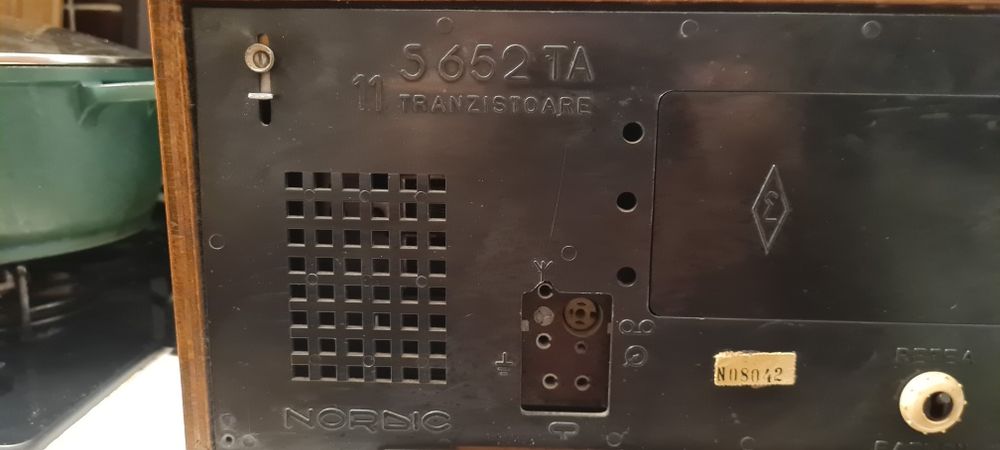 S 652 TA
11 TRANZISTOARE
NORDIC
N08042
REȚEA